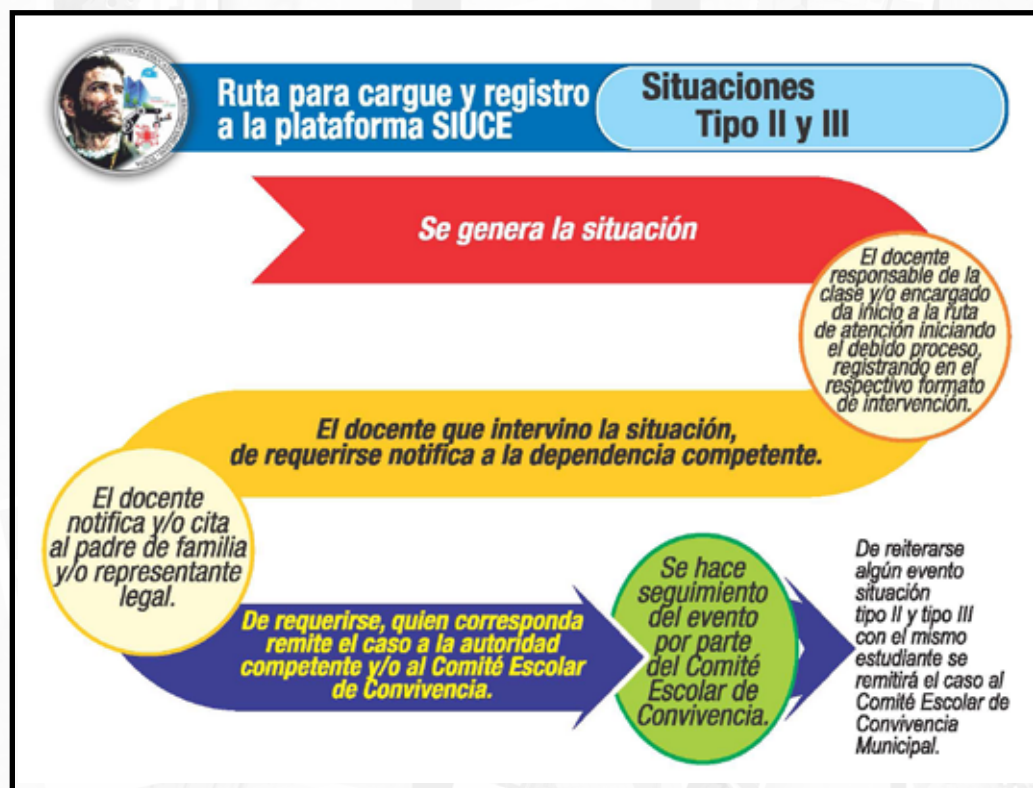 Ruta para cargue y registro
a la plataforma SIUCE
Situaciones
Tipo II y III
Se genera la situación
El docente
responsable de la
clase y/o encargado
da inicio a la ruta
de atención iniciando
el debido proceso,
registrando en el
respectivo formato
de intervención.
El docente que intervino la situación,
de requerirse notifica a la dependencia competente.
El docente
notifica y/o cita
al padre de familia
y/o representante
legal.
De requerirse, quien corresponda
remite el caso a la autoridad
competente y/o al Comité Escolar
de Convivencia.
Se hace
seguimiento
del evento
por parte
del Comité
Escolar de
Convivencia.
De reiterarse
algún evento
situación
tipo II y tipo III
con el mismo
estudiante se
remitirá el caso al
Comité Escolar de
Convivencia
Municipal.